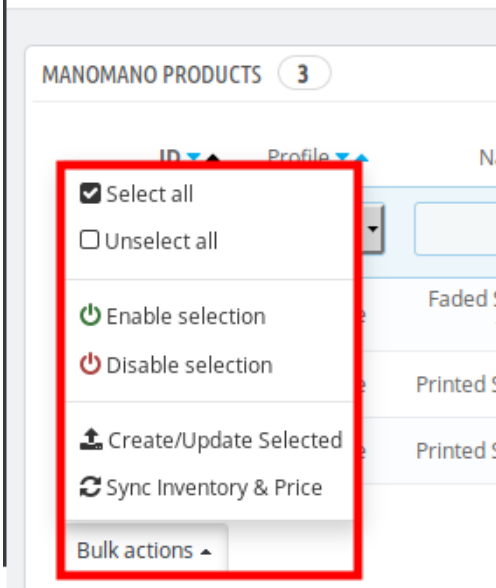 MANOMANO PRODUCTS 3
ID Profile
Select all
Unselect all
Enable selection
Faded
Disable selection
Printed
Create/Update Selected
Printed
Sync Inventory & Price
Bulk actions